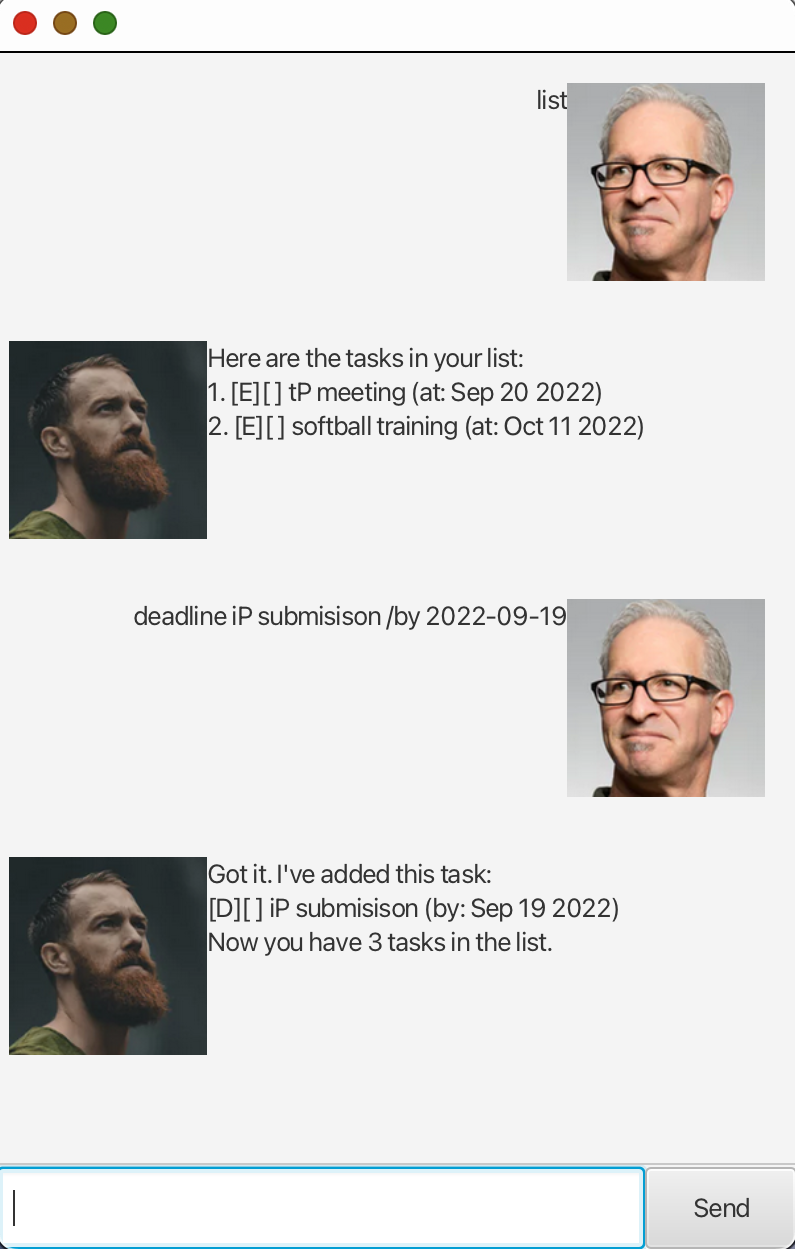 list
Here are the tasks in your list:
1. [E][ ] tP meeting (at: Sep 20 2022)
2. [E][ ] softball training (at: Oct 11 2022)
deadline iP submisison /by 2022-09-19
Got it. I've added this task:
[D][ ] iP submisison (by: Sep 19 2022)
Now you have 3 tasks in the list.
Send